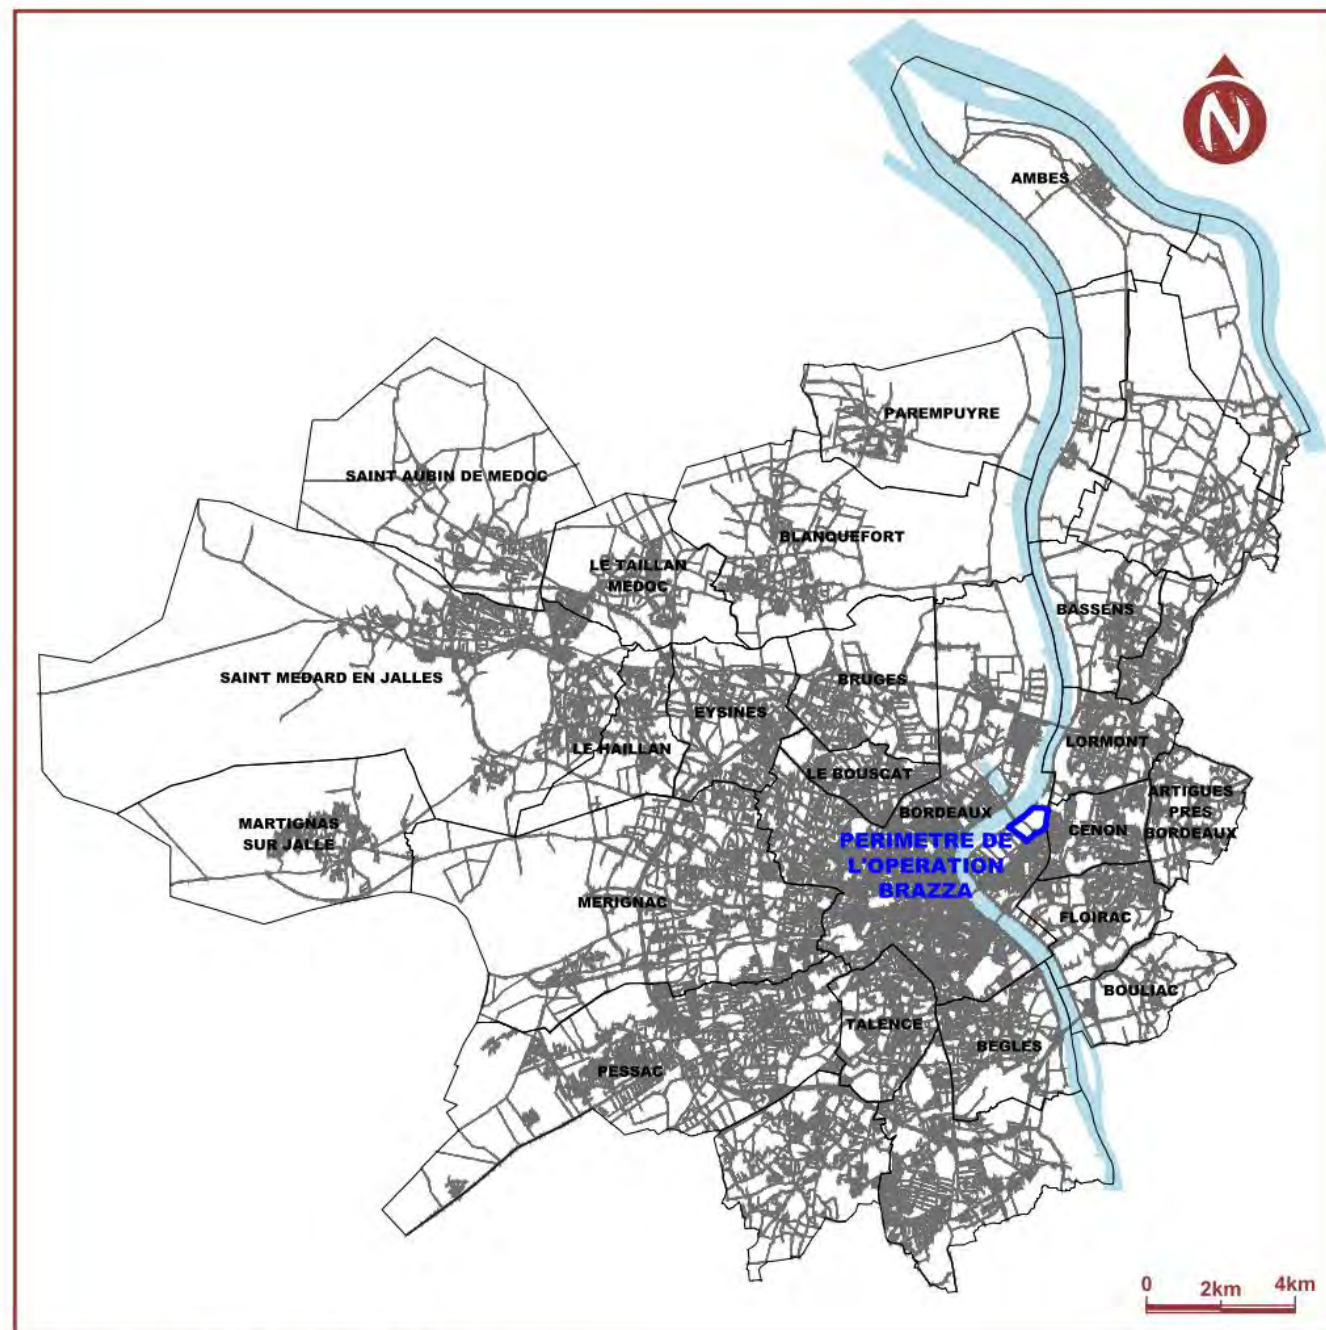 N
AMBES
PAREMPUYRE
SAINT AUBIN DE MEDOC
BLANQUEFORT
LE TAILLAN
MEDOC
BASSENS
SAINT MEDARD EN JALLES
BRUGES
EYSINES
LE HAILLAN
LORMONT
LE BOUSCAT
ARTIGUES
PRES
BORDEAUX
BORDEAUX
CENON
MARTIGNAS
SUR JALLE
PERIMETRE DE
L'OPERATION
BRAZZA
MERIGNAC
FLOIRAC
BOULIAC
TALENCE
BEGLES
PESSAC
0 2km 4km